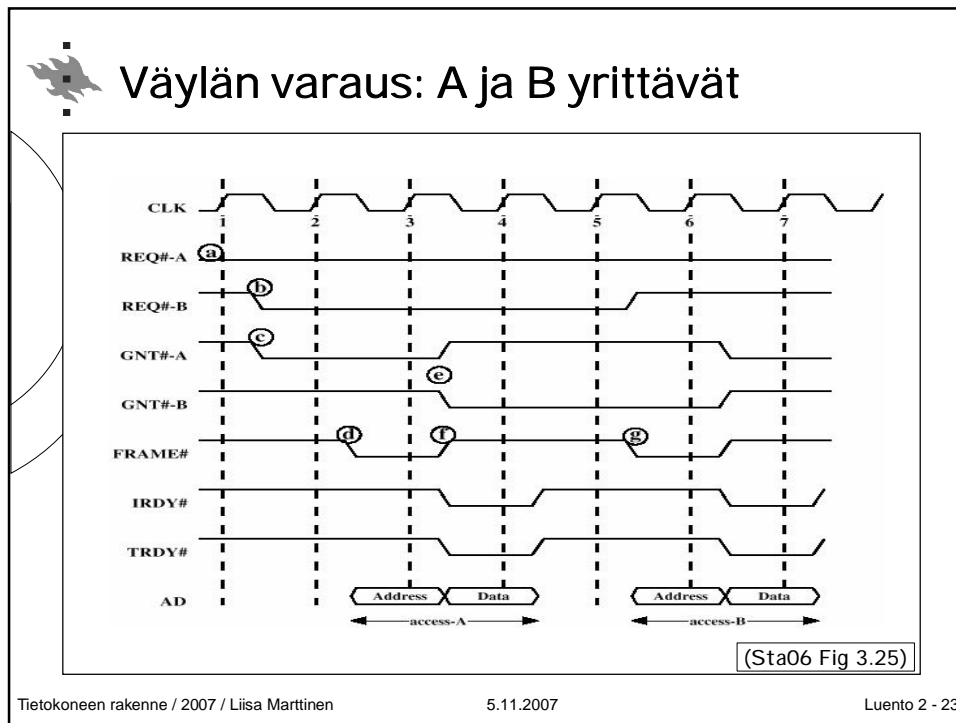 Väylän varaus: A ja B yrittävät
CLK
1 2 3 4 5 6 7
REQ#-A a
REQ#-B b
GNT#-A c
e
GNT#-B
FRAME# d f g
IRDY#
TRDY#
AD Address Data Address Data
access-A access-B
(Sta06 Fig 3.25)
Tietokoneen rakenne / 2007 / Liisa Marttinen 5.11.2007 Luento 2 - 23